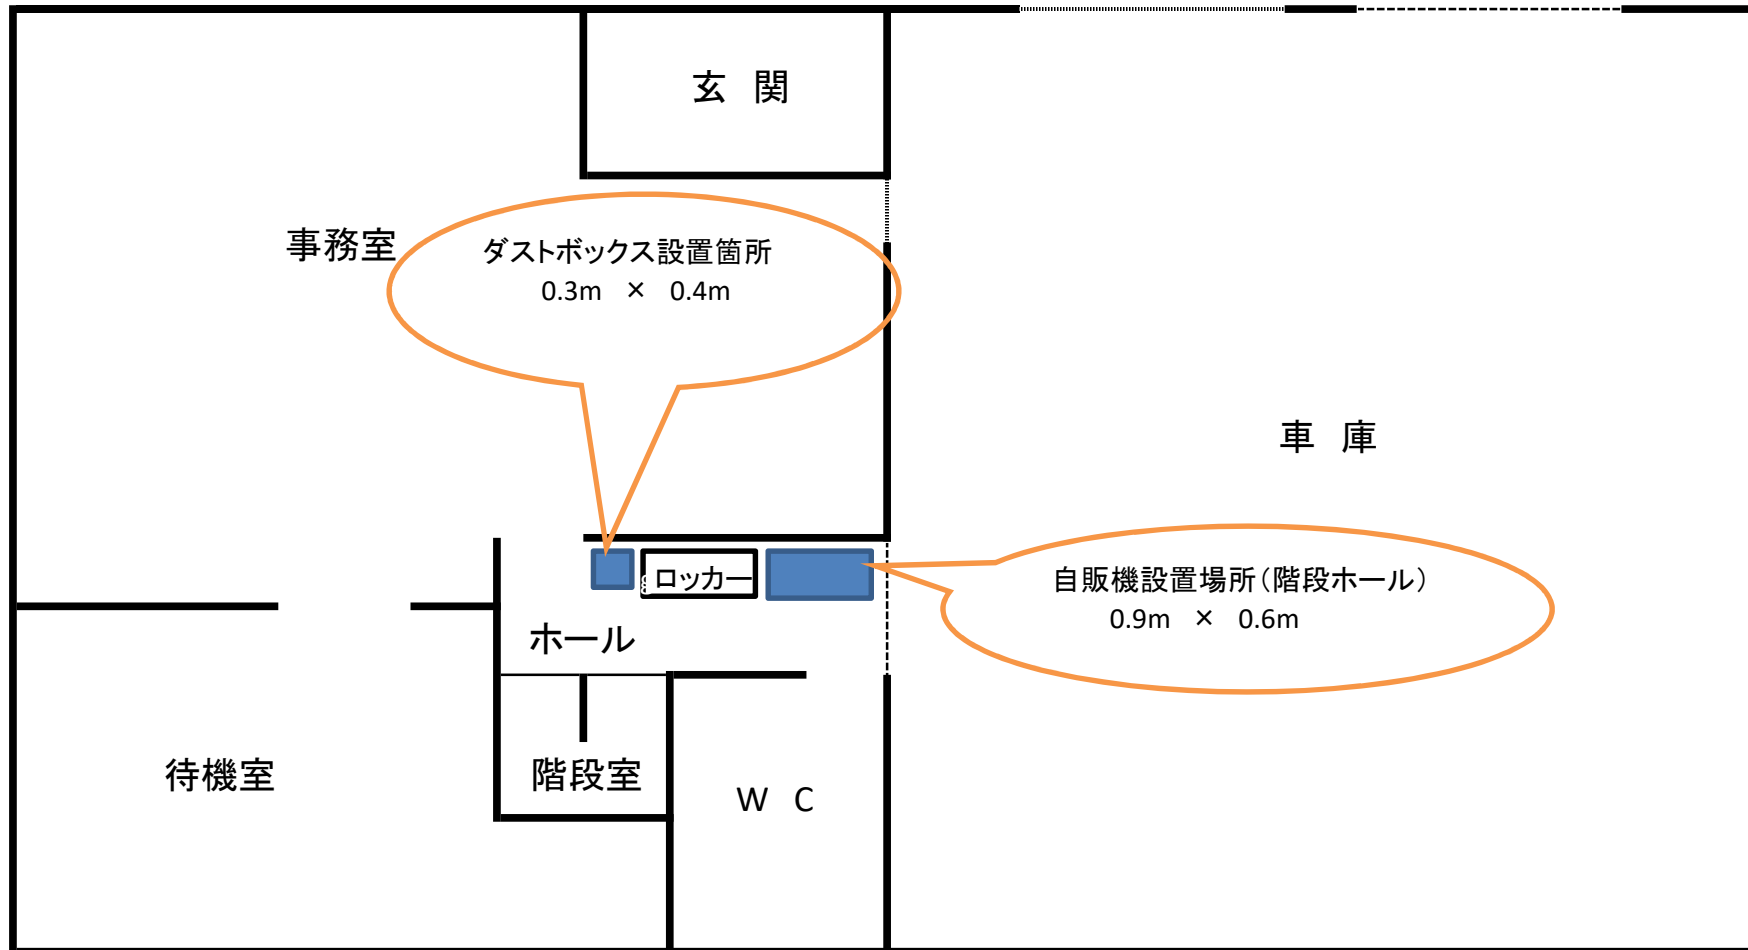 玄　関
事務室
ダストボックス設置箇所
0.3m　×　0.4m
車　庫
ロッカー
自販機設置場所（階段ホール）
0.9m　×　0.6m
ホール
待機室
階段室
Ｗ　Ｃ